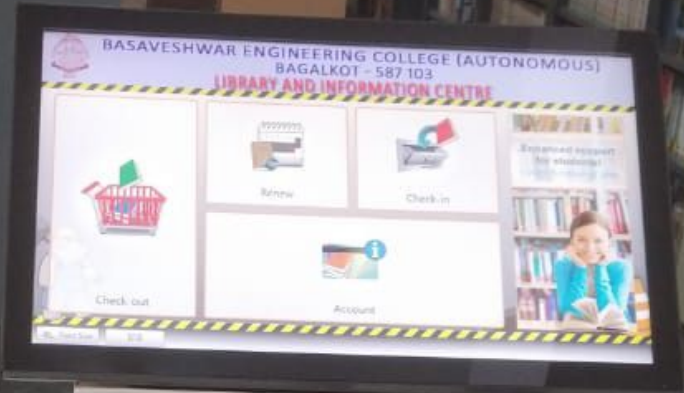 BASAVESHWAR ENGINEERING COLLEGE (AUTONOMOUS)
BAGALKOT - 587 103
LIBRARY AND INFORMATION CENTRE
Renew
Check-in
Enhanced support
for students!
Check out
Account